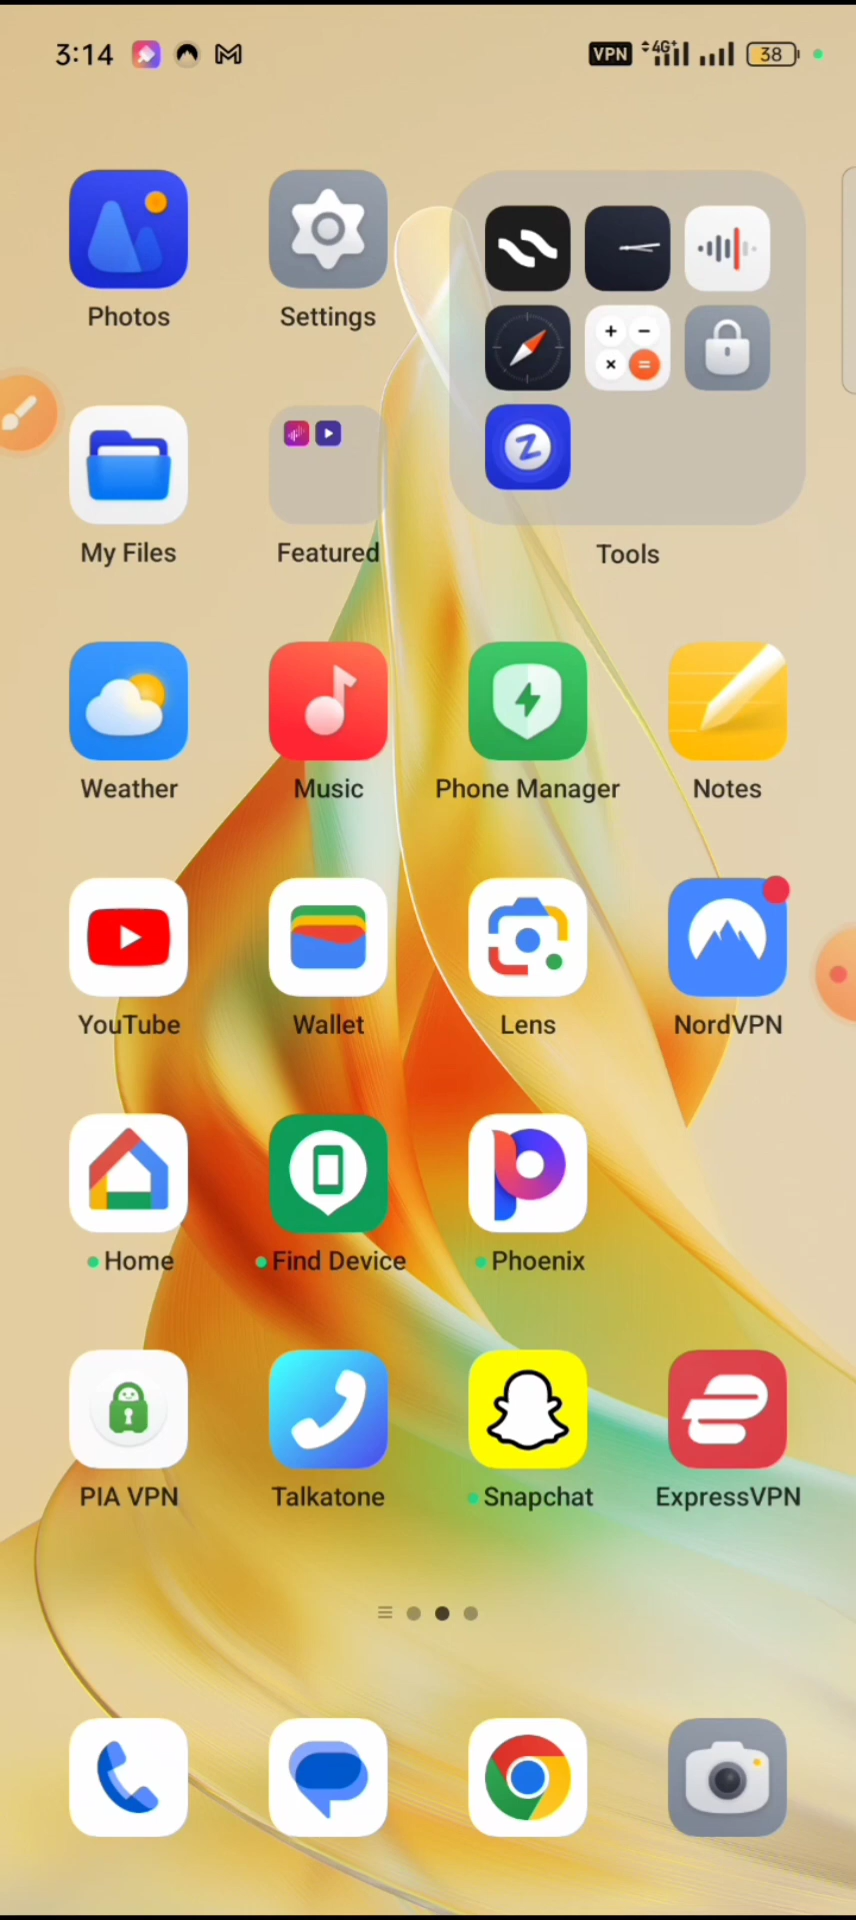 3:14 VPN 4G+ 38
Photos Settings
My Files Featured Tools
Weather Music Phone Manager Notes
YouTube Wallet Lens NordVPN
Home Find Device Phoenix
PIA VPN Talkatone Snapchat ExpressVPN